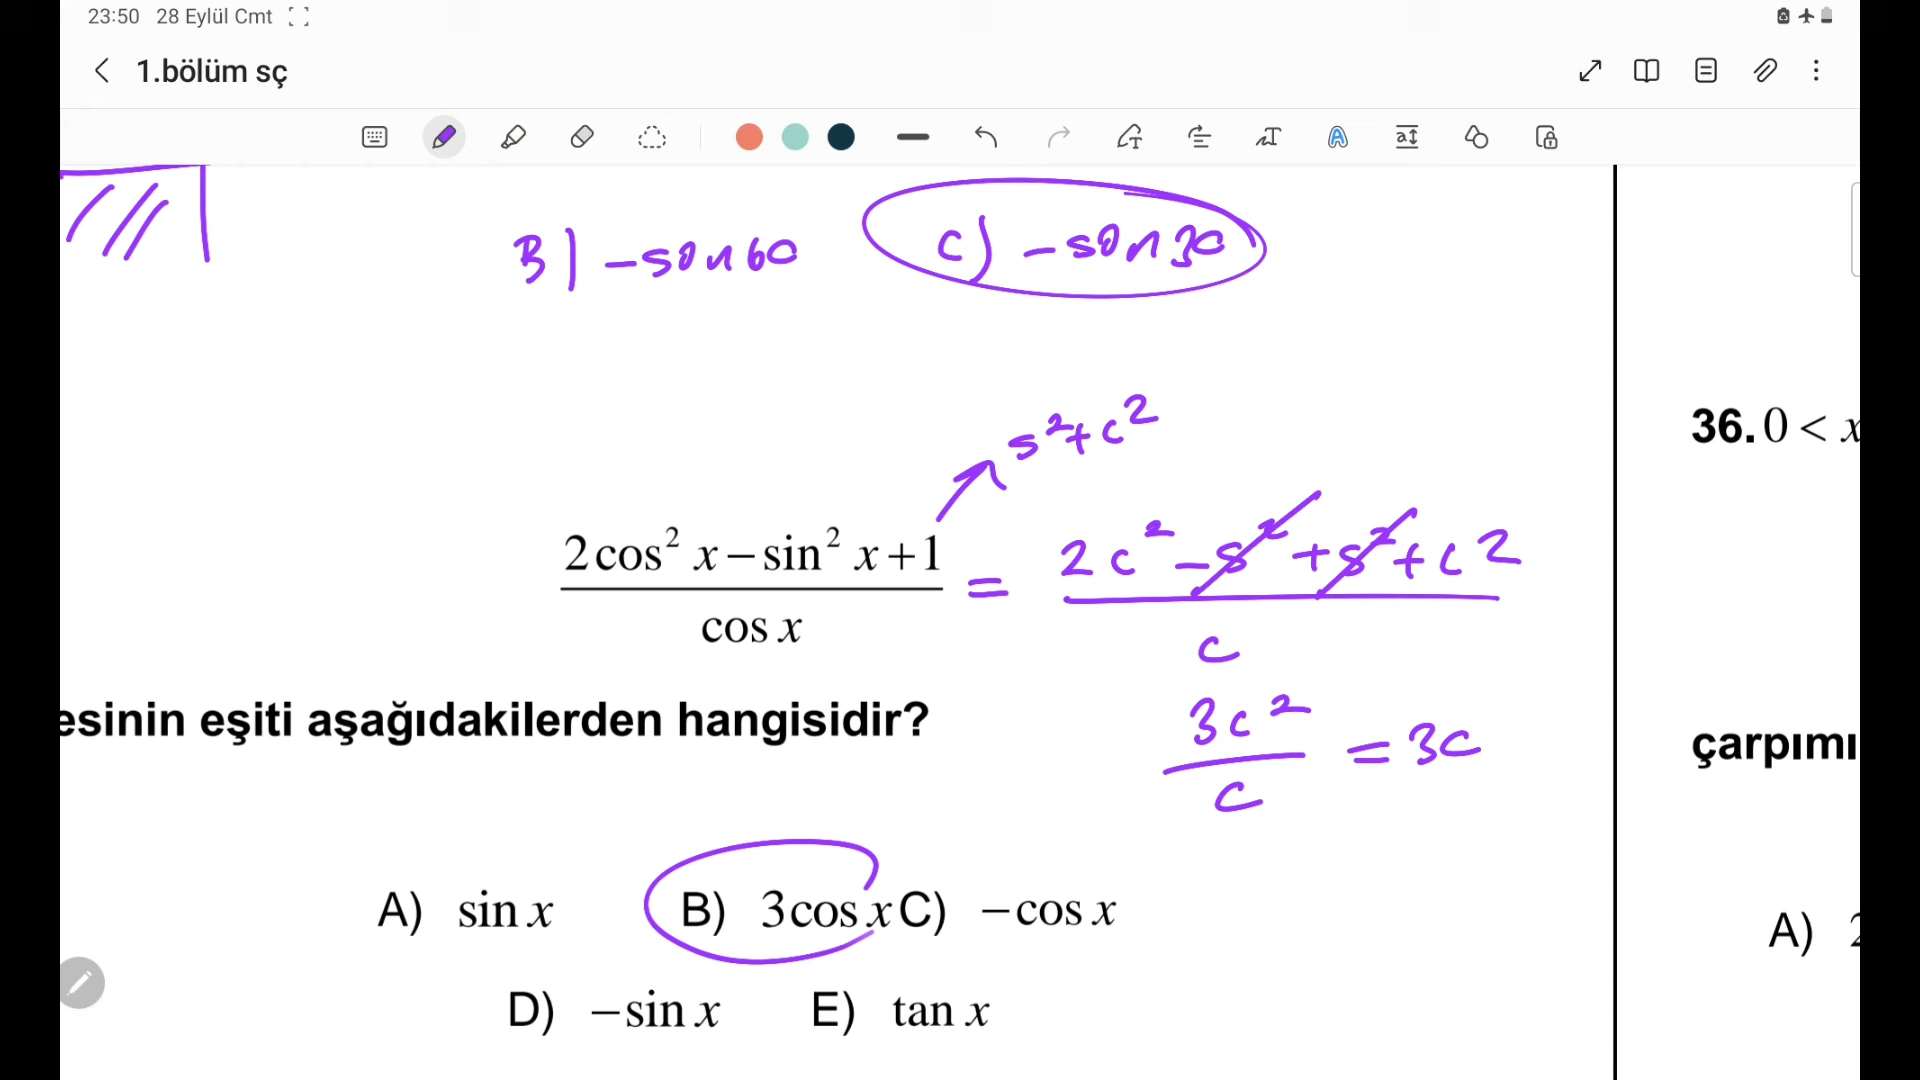 23:50 28 Eylül Cmt
1.bölüm sç
B) -sin60 C) -sin30
s²+c²
36. 0 < x
(2cos² x − sin² x + 1) / cos x = (2c² - s² + s² + c²) / c
3c² / c = 3c
esinin eşiti aşağıdakilerden hangisidir?
çarpımı
A) sin x B) 3cos x C) −cos x
A) 2
D) −sin x E) tan x